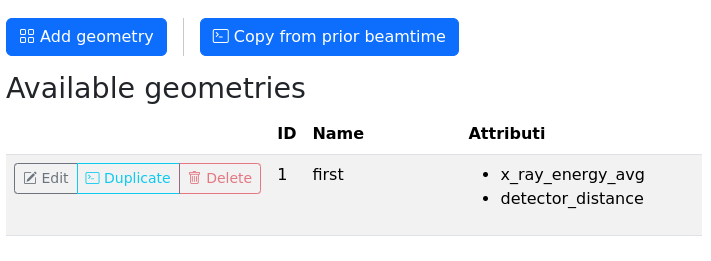 Add geometry
Copy from prior beamtime
Available geometries
ID Name Attributi
Edit Duplicate Delete 1 first • x_ray_energy_avg
• detector_distance